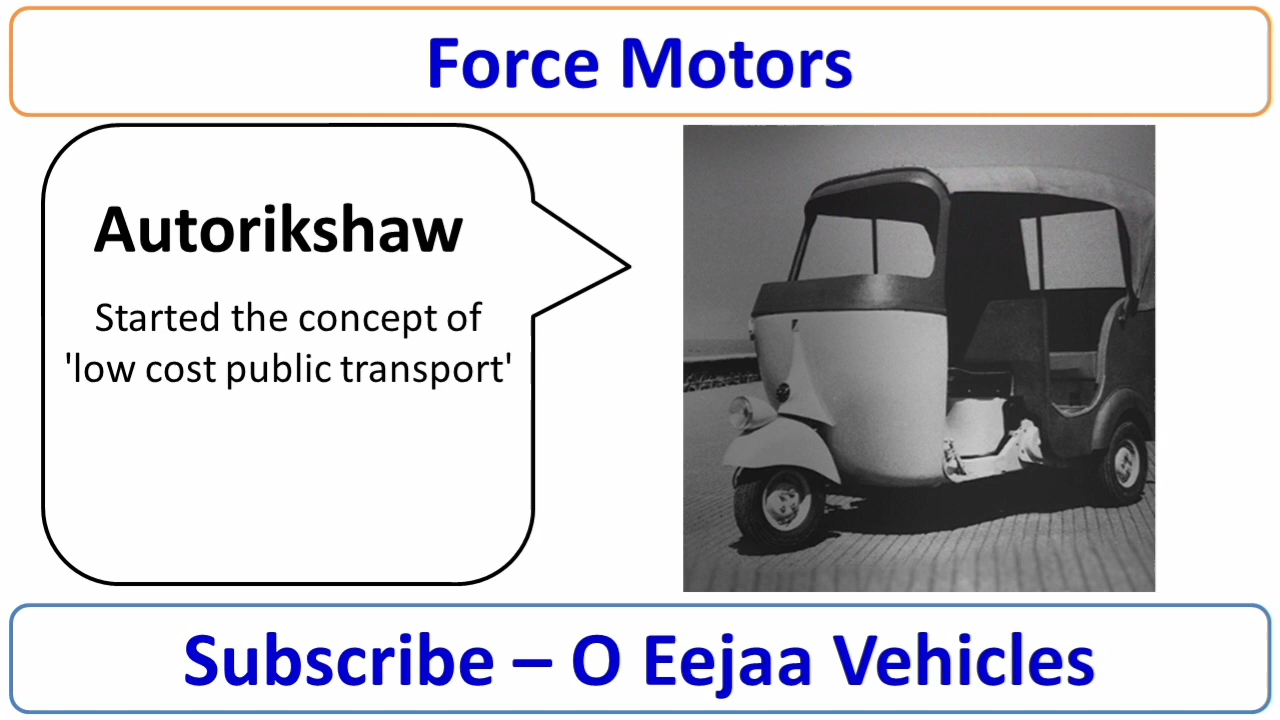 Force Motors
Autorikshaw
Started the concept of
'low cost public transport'
Subscribe – O Eejaa Vehicles